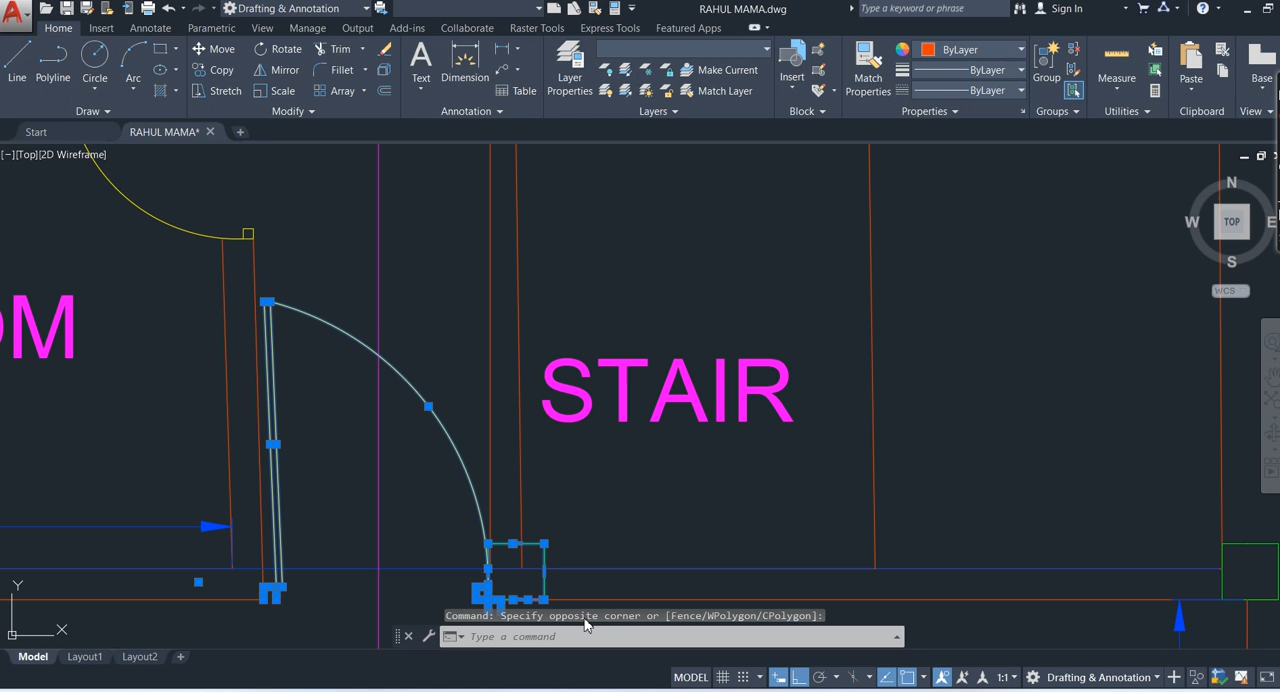 Drafting & Annotation
RAHUL MAMA.dwg
Type a keyword or phrase
Sign In
Home Insert Annotate Parametric View Manage Output Add-ins Collaborate Raster Tools Express Tools Featured Apps
Line Polyline Circle Arc
Move Rotate Trim
Copy Mirror Fillet
Stretch Scale Array
Text Dimension Table
Layer Properties
Make Current
Match Layer
Insert
Match Properties
ByLayer
ByLayer
ByLayer
Group Measure Paste Base
Draw Modify Annotation Layers Block Properties Groups Utilities Clipboard View
Start RAHUL MAMA*
[−][Top][2D Wireframe]
N
W TOP E
S
WCS
OM
STAIR
Y
X
Command: Specify opposite corner or [Fence/WPolygon/CPolygon]:
Type a command
Model Layout1 Layout2
MODEL 1:1 Drafting & Annotation